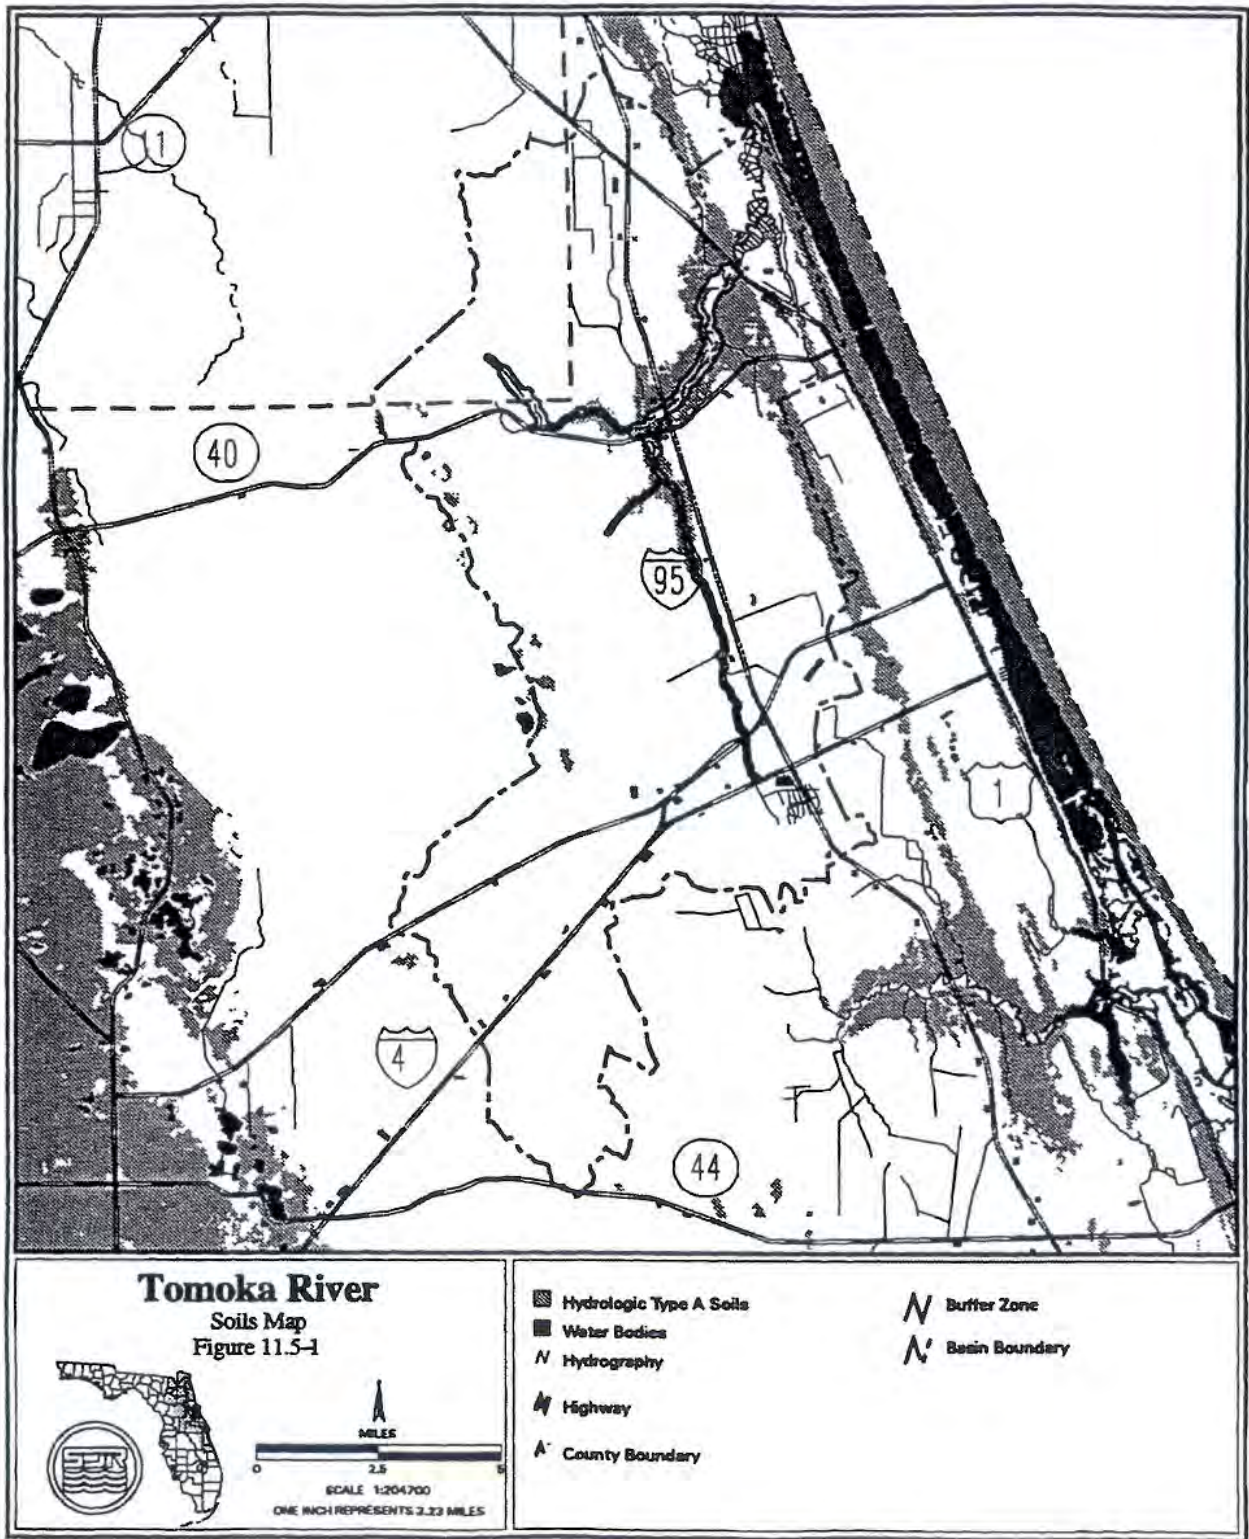 1
40
95
1
4
44
Tomoka River
Soils Map
Figure 11.5-1
MILES
0 2.5 5
SCALE 1:204700
ONE INCH REPRESENTS 3.23 MILES
Hydrologic Type A Soils
Water Bodies
Hydrography
Highway
County Boundary
Buffer Zone
Basin Boundary